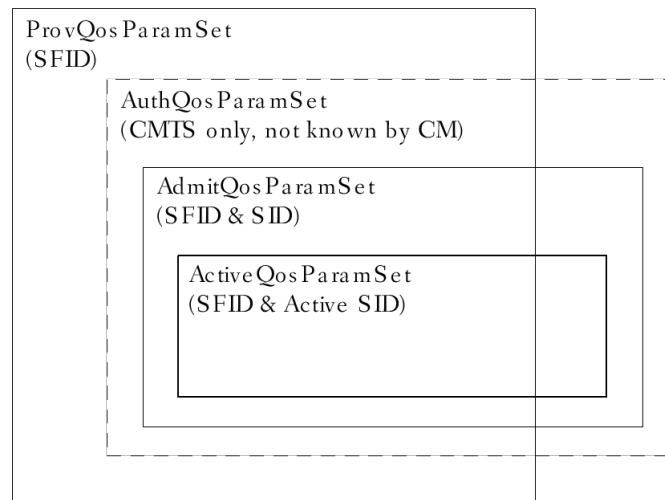 ProvQosParamSet
(SFID)
AuthQosParamSet
(CMTS only, not known by CM)
AdmitQosParamSet
(SFID & SID)
ActiveQosParamSet
(SFID & Active SID)